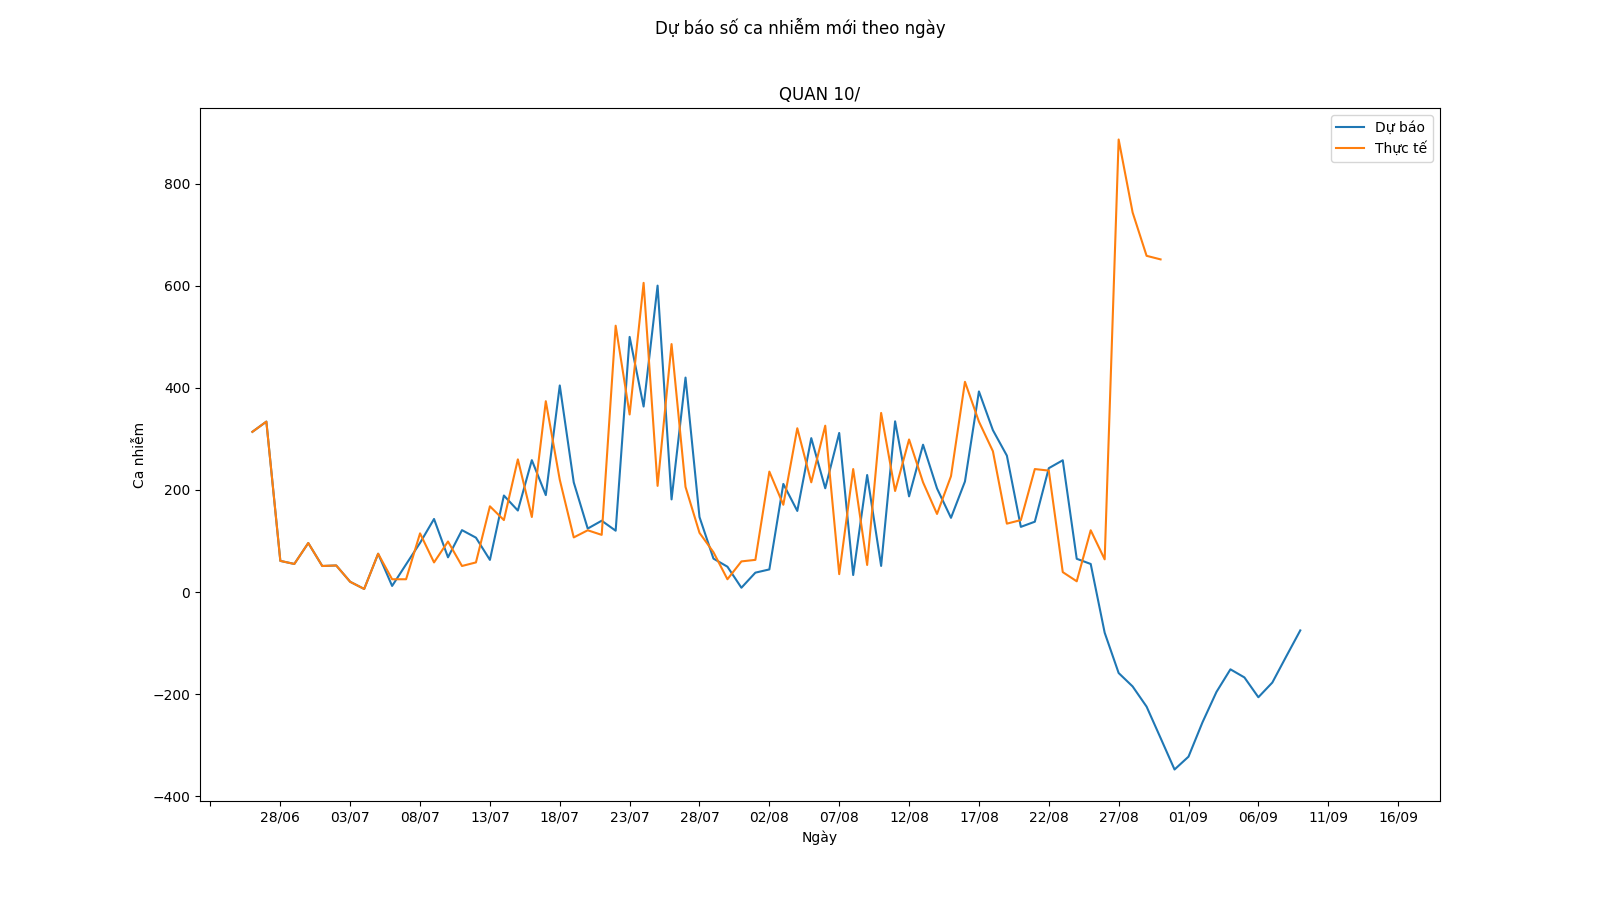 Dự báo số ca nhiễm mới theo ngày
QUAN 10/
Dự báo
Thực tế
800
600
400
200
0
−200
−400
Ca nhiễm
28/06 03/07 08/07 13/07 18/07 23/07 28/07 02/08 07/08 12/08 17/08 22/08 27/08 01/09 06/09 11/09 16/09
Ngày